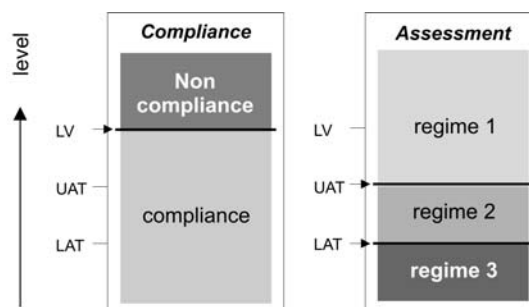 level
Compliance
Non
compliance
LV
UAT
compliance
LAT
Assessment
LV
regime 1
UAT
regime 2
LAT
regime 3